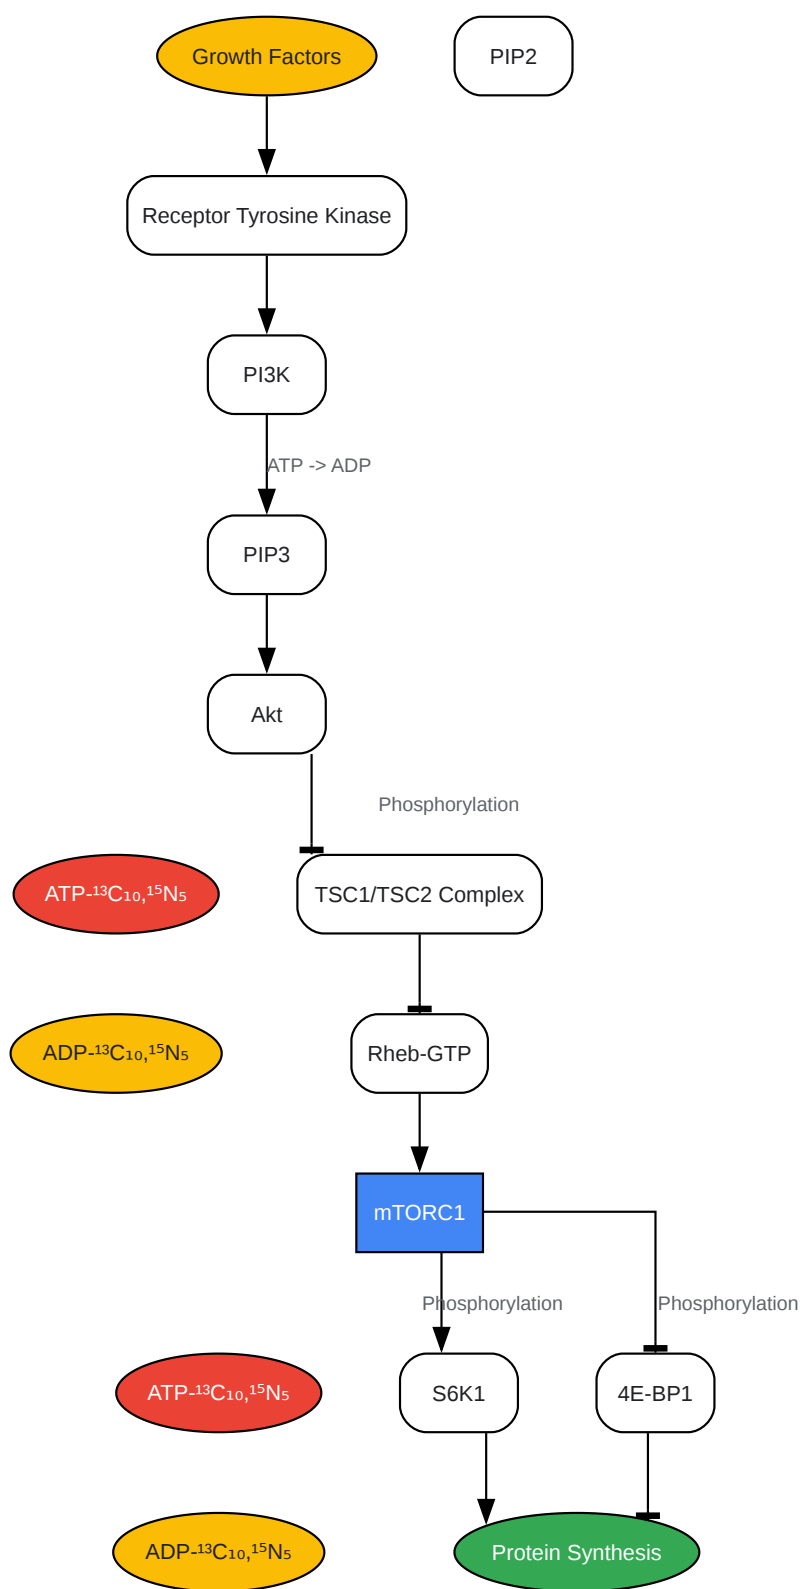 Growth Factors
PIP2
Receptor Tyrosine Kinase
PI3K
ATP -> ADP
PIP3
Akt
Phosphorylation
ATP-¹³C₁₀,¹⁵N₅
TSC1/TSC2 Complex
ADP-¹³C₁₀,¹⁵N₅
Rheb-GTP
mTORC1
Phosphorylation
Phosphorylation
ATP-¹³C₁₀,¹⁵N₅
S6K1
4E-BP1
ADP-¹³C₁₀,¹⁵N₅
Protein Synthesis